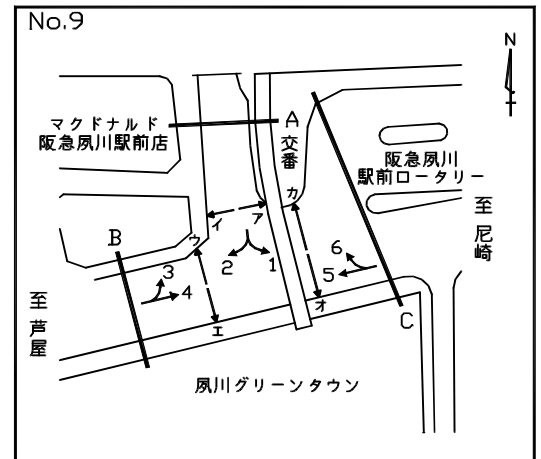 No.9
N
マクドナルド
阪急夙川駅前店
A
交番
阪急夙川
駅前ロータリー
カ
ア
イ
至尼崎
B
ウ
2
1
6
5
3
4
オ
C
エ
至芦屋
夙川グリーンタウン